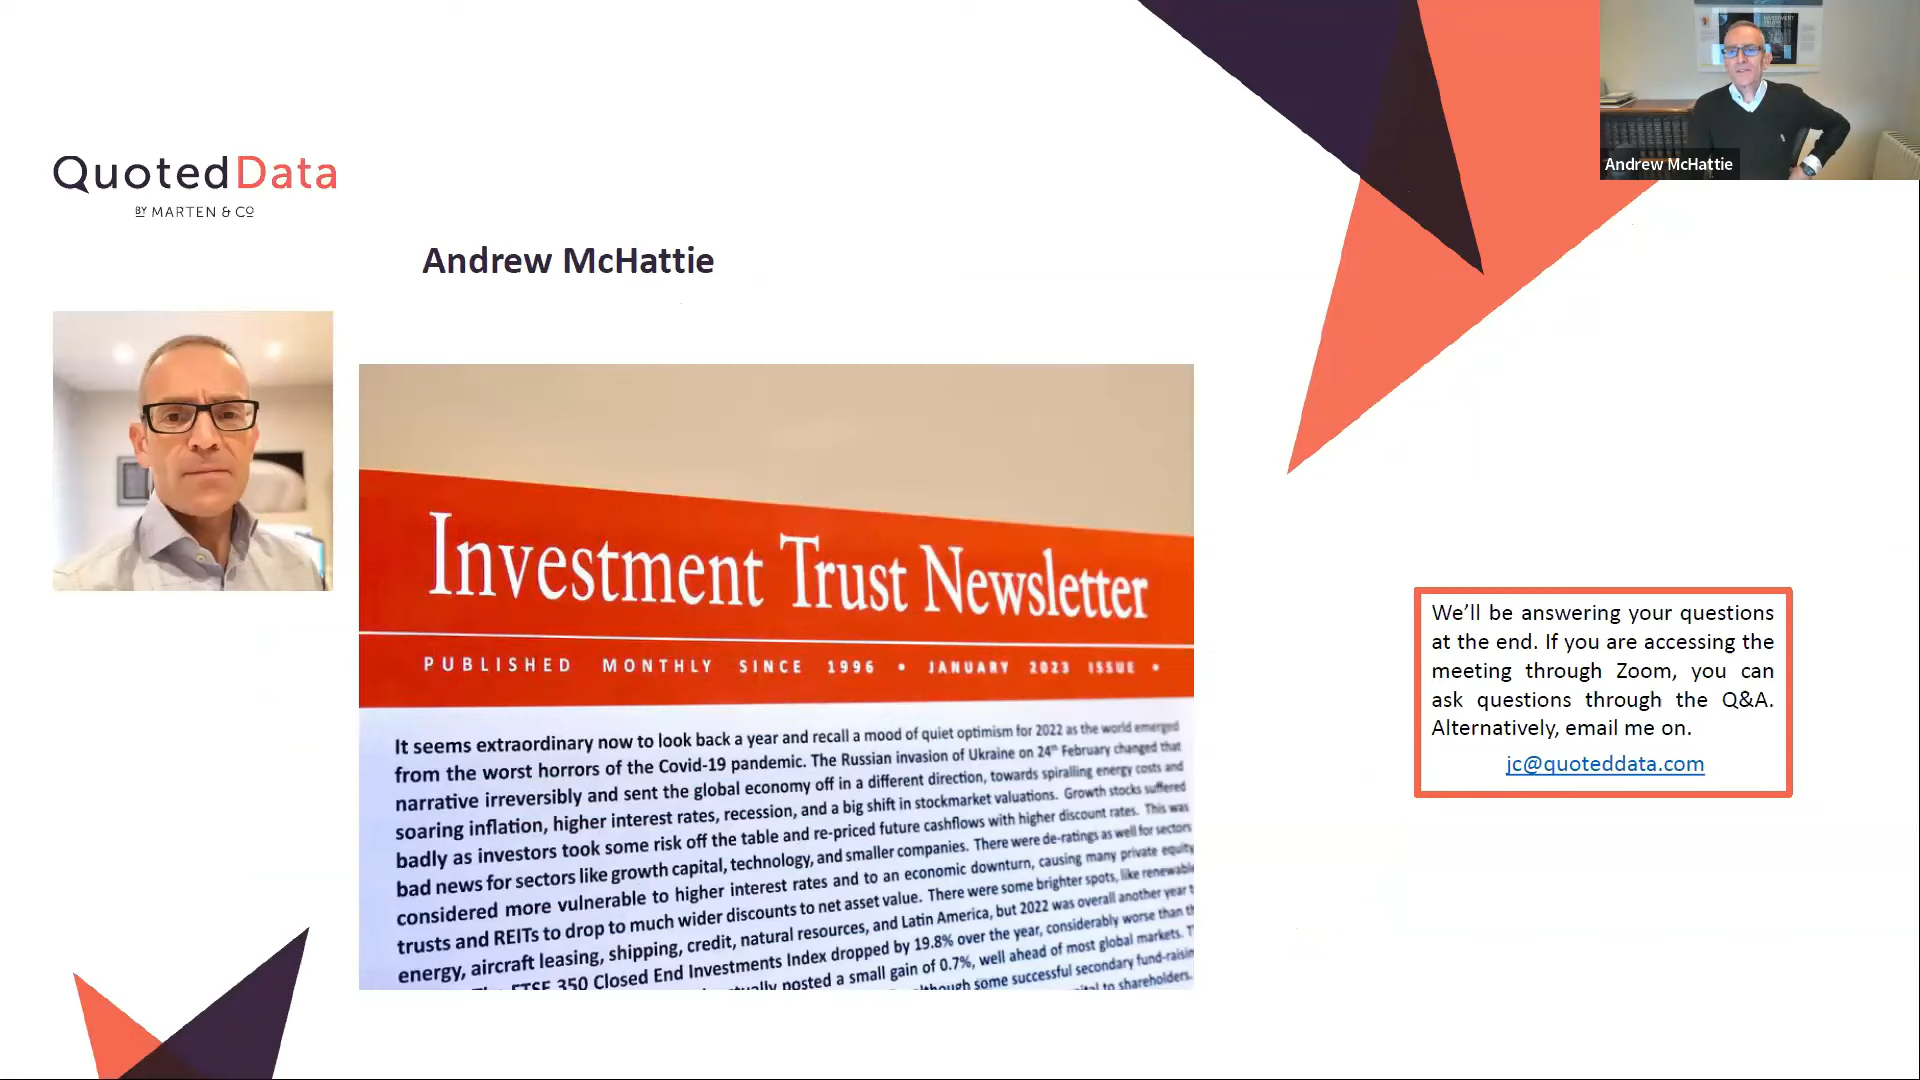 QuotedData
BY MARTEN & CO
Andrew McHattie
Andrew McHattie
Investment Trust Newsletter
PUBLISHED MONTHLY SINCE 1996 • JANUARY 2023 ISSUE •
It seems extraordinary now to look back a year and recall a mood of quiet optimism for 2022 as the world emerged
from the worst horrors of the Covid-19 pandemic. The Russian invasion of Ukraine on 24th February changed that
narrative irreversibly and sent the global economy off in a different direction, towards spiralling energy costs and
soaring inflation, higher interest rates, recession, and a big shift in stockmarket valuations. Growth stocks suffered
badly as investors took some risk off the table and re-priced future cashflows with higher discount rates. This was
bad news for sectors like growth capital, technology, and smaller companies. There were de-ratings as well for sectors
considered more vulnerable to higher interest rates and to an economic downturn, causing many private equity
trusts and REITs to drop to much wider discounts to net asset value. There were some brighter spots, like renewable
energy, aircraft leasing, shipping, credit, natural resources, and Latin America, but 2022 was overall another year
FTSE 350 Closed End Investments Index dropped by 19.8% over the year, considerably worse than
posted a small gain of 0.7%, well ahead of most global markets.
although some successful secondary
to shareholders.
We’ll be answering your questions
at the end. If you are accessing the
meeting through Zoom, you can
ask questions through the Q&A.
Alternatively, email me on.
jc@quoteddata.com